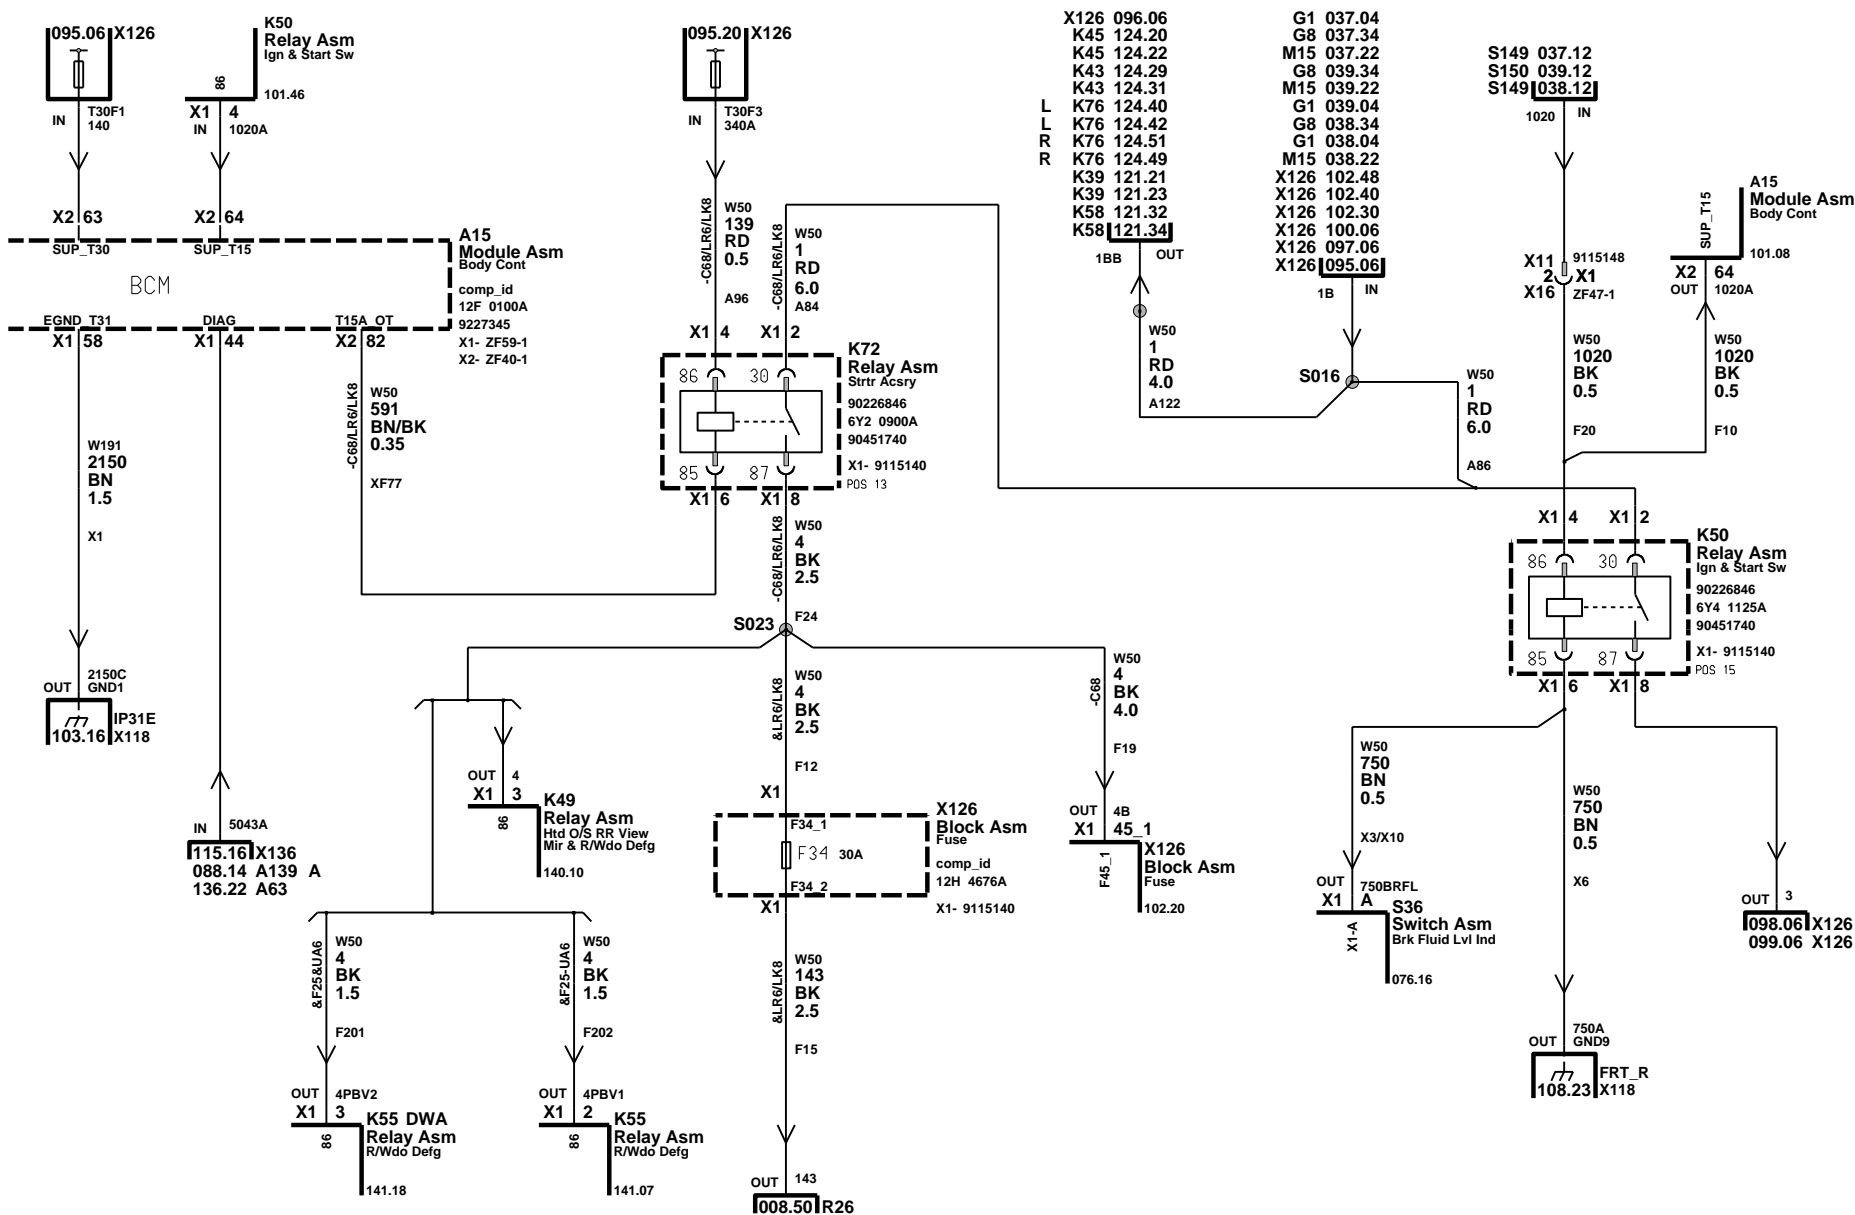 095.06 X126
T30F1
IN 140
K50
Relay Asm
Ign & Start Sw
86
101.46
X1 4
IN 1020A
X2 63
X2 64
SUP_T30
SUP_T15
BCM
EGND_T31
DIAG
T15A_OT
X1 58
X1 44
X2 82
A15
Module Asm
Body Cont
comp_id
12F 0100A
9227345
X1- ZF59-1
X2- ZF40-1
W191
2150
BN
1.5
X1
2150C
OUT GND1
IP31E
103.16 X118
-C68/LR6/LK8
W50
591
BN/BK
0.35
XF77
IN 5043A
115.16 X136
088.14 A139 A
136.22 A63
095.20 X126
T30F3
IN 340A
-C68/LR6/LK8
W50
139
RD
0.5
A96
-C68/LR6/LK8
W50
1
RD
6.0
A84
X1 4
X1 2
86
30
85
87
K72
Relay Asm
Strtr Acsry
90226846
6Y2 0900A
90451740
X1- 9115140
POS 13
X1 6
X1 8
-C68/LR6/LK8
W50
4
BK
2.5
F24
S023
OUT 4
X1 3
86
K49
Relay Asm
Htd O/S RR View
Mir & R/Wdo Defg
140.10
&LR6/LK8
W50
4
BK
2.5
F12
X1
F34_1
F34 30A
F34_2
X1
X126
Block Asm
Fuse
comp_id
12H 4676A
X1- 9115140
-C68
W50
4
BK
4.0
F19
OUT 4B
X1 45_1
F45_1
X126
Block Asm
Fuse
102.20
&F25&UA6
W50
4
BK
1.5
F201
OUT 4PBV2
X1 3
86
K55 DWA
Relay Asm
R/Wdo Defg
141.18
&F25-UA6
W50
4
BK
1.5
F202
OUT 4PBV1
X1 2
86
K55
Relay Asm
R/Wdo Defg
141.07
&LR6/LK8
W50
143
BK
2.5
F15
OUT 143
008.50 R26
X126 096.06
K45 124.20
K45 124.22
K43 124.29
K43 124.31
L K76 124.40
L K76 124.42
R K76 124.51
R K76 124.49
K39 121.21
K39 121.23
K58 121.32
K58 121.34
1BB OUT
W50
1
RD
4.0
A122
G1 037.04
G8 037.34
M15 037.22
G8 039.34
M15 039.22
G1 039.04
G8 038.34
G1 038.04
M15 038.22
X126 102.48
X126 102.40
X126 102.30
X126 100.06
X126 097.06
X126 095.06
1B IN
S016
W50
1
RD
6.0
A86
S149 037.12
S150 039.12
S149 038.12
1020 IN
X11 9115148
2 X1
X16 ZF47-1
W50
1020
BK
0.5
F20
SUP_T15
A15
Module Asm
Body Cont
101.08
X2 64
OUT 1020A
W50
1020
BK
0.5
F10
X1 4
X1 2
86
30
85
87
K50
Relay Asm
Ign & Start Sw
90226846
6Y4 1125A
90451740
X1- 9115140
POS 15
X1 6
X1 8
W50
750
BN
0.5
X3/X10
OUT 750BRFL
X1 A
X1-A
S36
Switch Asm
Brk Fluid Lvl Ind
076.16
W50
750
BN
0.5
X6
750A
OUT GND9
FRT_R
108.23 X118
OUT 3
098.06 X126
099.06 X126